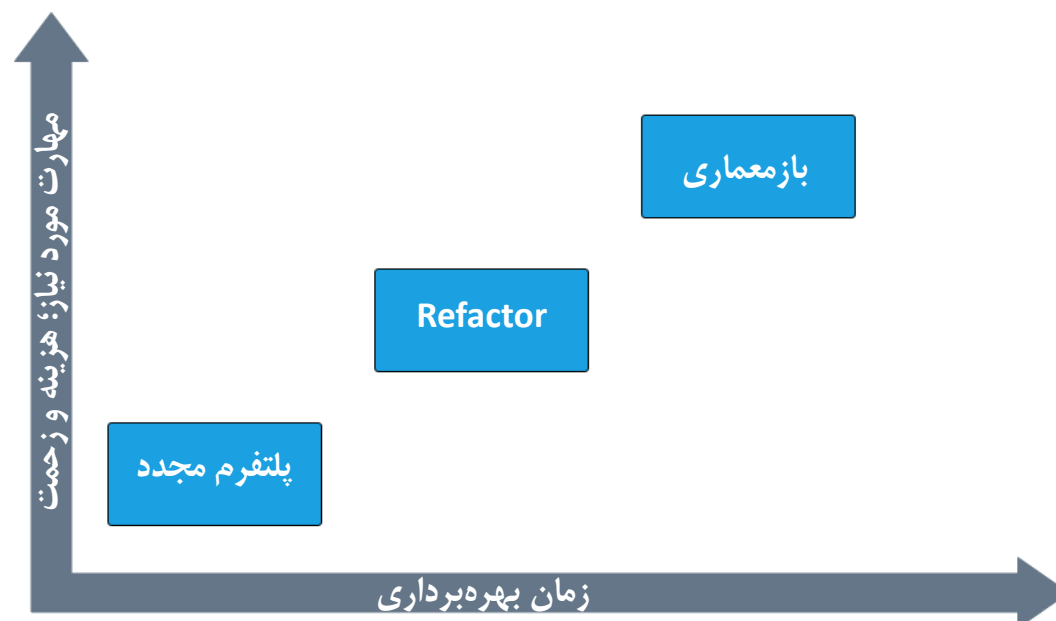 مهارت مورد نیاز؛ هزینه و زحمت
بازمعماری
Refactor
پلتفرم مجدد
زمان بهره‌برداری